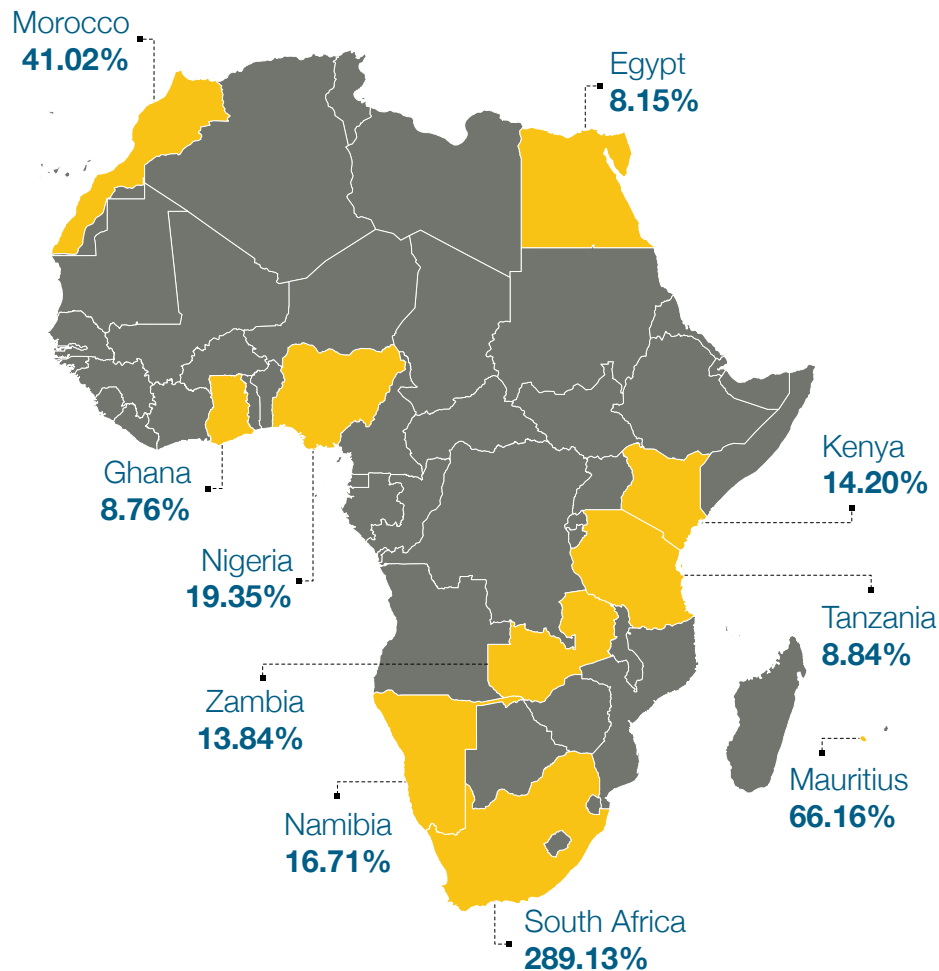 Morocco
41.02%
Egypt
8.15%
Ghana
8.76%
Nigeria
19.35%
Kenya
14.20%
Tanzania
8.84%
Zambia
13.84%
Mauritius
66.16%
Namibia
16.71%
South Africa
289.13%